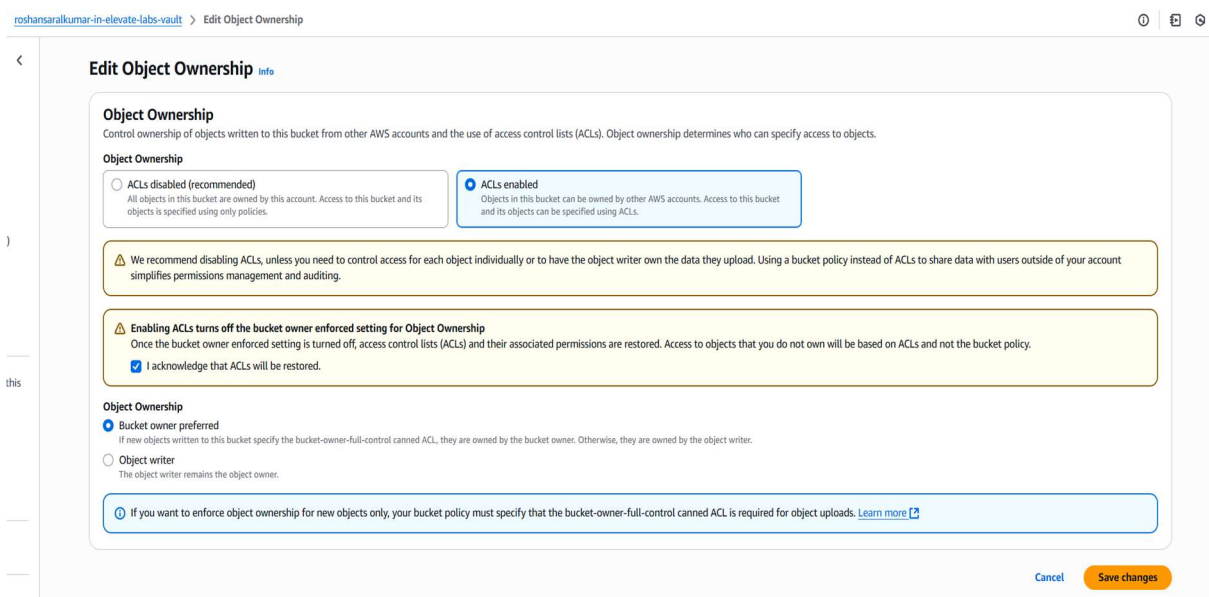 roshansaralkumar-in-elevate-labs-vault > Edit Object Ownership
Edit Object Ownership Info
Object Ownership
Control ownership of objects written to this bucket from other AWS accounts and the use of access control lists (ACLs). Object ownership determines who can specify access to objects.
Object Ownership
ACLs disabled (recommended)
All objects in this bucket are owned by this account. Access to this bucket and its
objects is specified using only policies.
ACLs enabled
Objects in this bucket can be owned by other AWS accounts. Access to this bucket
and its objects can be specified using ACLs.
)
We recommend disabling ACLs, unless you need to control access for each object individually or to have the object writer own the data they upload. Using a bucket policy instead of ACLs to share data with users outside of your account
simplifies permissions management and auditing.
Enabling ACLs turns off the bucket owner enforced setting for Object Ownership
Once the bucket owner enforced setting is turned off, access control lists (ACLs) and their associated permissions are restored. Access to objects that you do not own will be based on ACLs and not the bucket policy.
I acknowledge that ACLs will be restored.
this
Object Ownership
Bucket owner preferred
If new objects written to this bucket specify the bucket-owner-full-control canned ACL, they are owned by the bucket owner. Otherwise, they are owned by the object writer.
Object writer
The object writer remains the object owner.
If you want to enforce object ownership for new objects only, your bucket policy must specify that the bucket-owner-full-control canned ACL is required for object uploads. Learn more
Cancel
Save changes